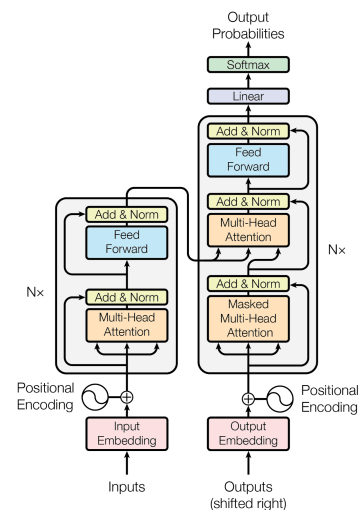 Output
Probabilities
Softmax
Linear
Add & Norm
Feed
Forward
Add & Norm
Multi-Head
Attention
Add & Norm
Masked
Multi-Head
Attention
N×
Add & Norm
Feed
Forward
N×
Add & Norm
Multi-Head
Attention
Positional
Encoding
Positional
Encoding
Input
Embedding
Output
Embedding
Inputs
Outputs
(shifted right)